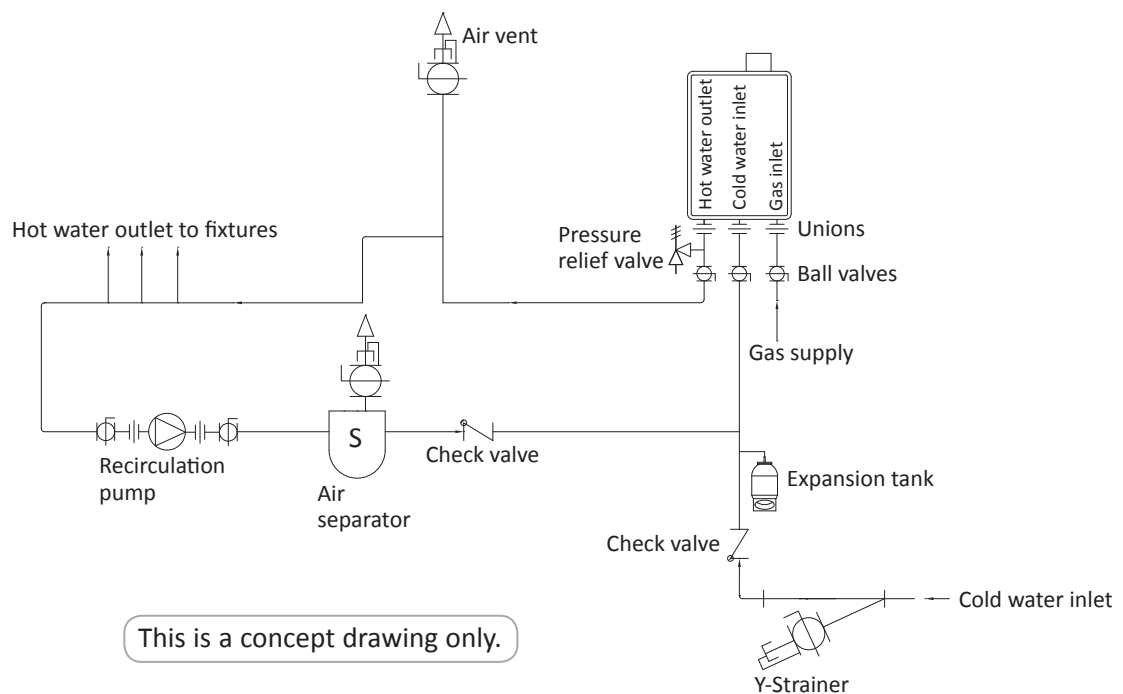 Air vent
Hot water outlet
Cold water inlet
Gas inlet
Hot water outlet to fixtures
Pressure
relief valve
Unions
Ball valves
Gas supply
S
Recirculation
pump
Air
separator
Check valve
Expansion tank
Check valve
Cold water inlet
Y-Strainer
This is a concept drawing only.